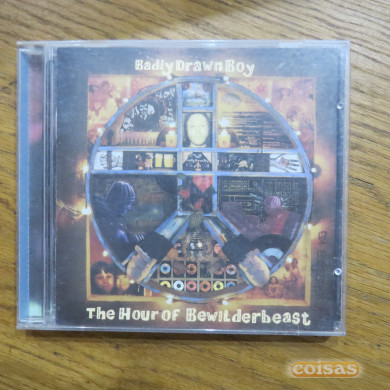 Badly Drawn Boy
The Hour of Bewilderbeast
coisas